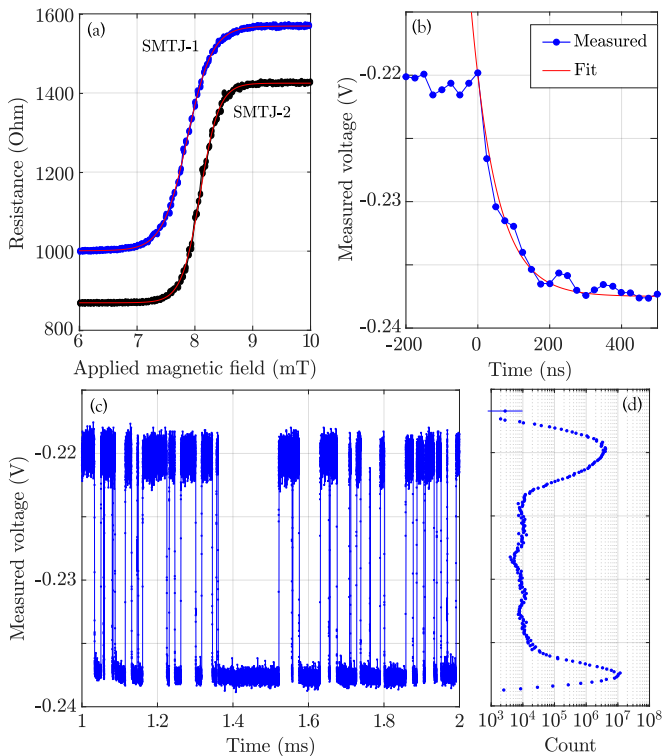 (a)
SMTJ-1
SMTJ-2
1600
1400
1200
1000
800
Resistance (Ohm)
6 7 8 9 10
Applied magnetic field (mT)
(b)
Measured
Fit
-0.22
-0.23
-0.24
Measured voltage (V)
-200 0 200 400
Time (ns)
(c)
-0.22
-0.23
-0.24
Measured voltage (V)
1 1.2 1.4 1.6 1.8 2
Time (ms)
(d)
10³ 10⁴ 10⁵ 10⁶ 10⁷ 10⁸
Count